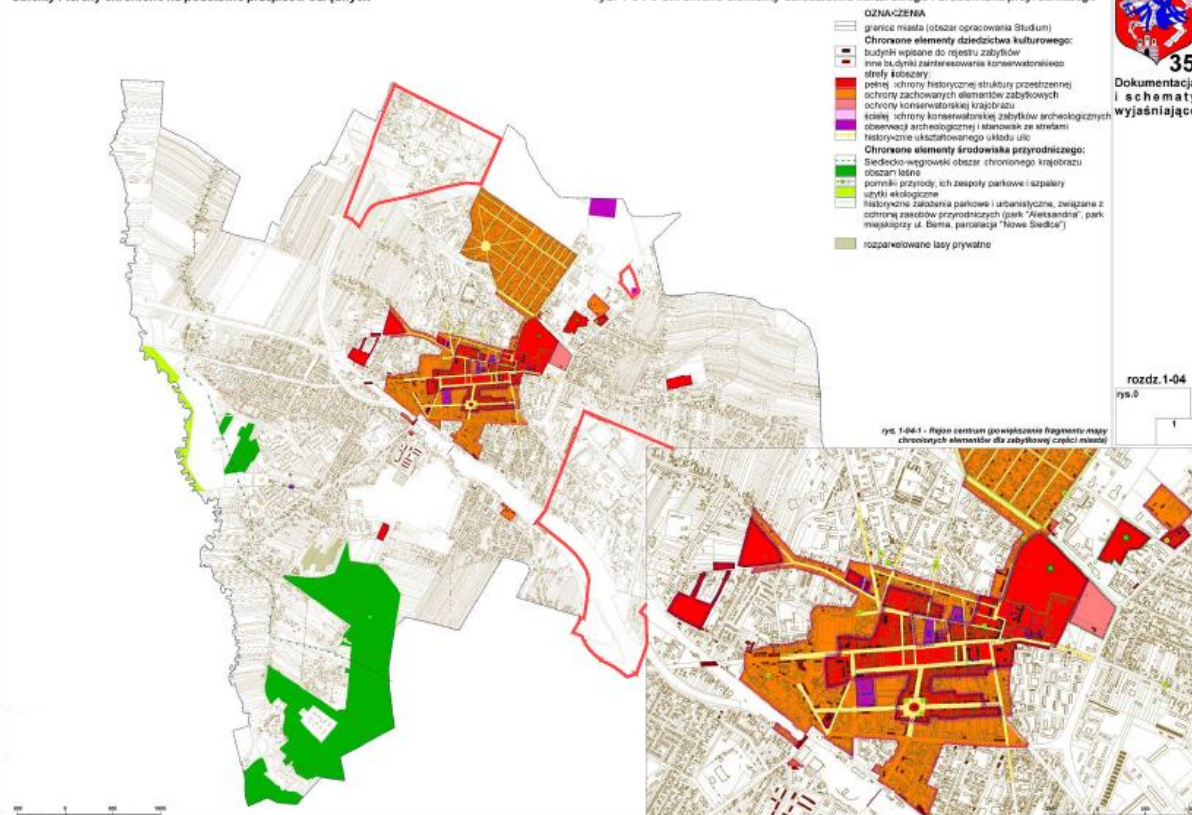 OZNACZENIA
granice miasta (obszar opracowania Studium)
Chronione elementy dziedzictwa kulturowego:
budynki wpisane do rejestru zabytków
inne budynki zainteresowania konserwatorskiego
strefy i obszary:
pełnej ochrony historycznej struktury przestrzennej
ochrony zachowanych elementów zabytkowych
ochrony konserwatorskiej krajobrazu
ścisłej ochrony konserwatorskiej zabytków archeologicznych
obserwacji archeologicznej i stanowisk ze strefami
historycznie ukształtowanego układu ulic
Chronione elementy środowiska przyrodniczego:
Siedlecko-węgrowski obszar chronionego krajobrazu
obszary leśne
pomniki przyrody, ich zespoły parkowe i szpalery
użytki ekologiczne
historyczne założenia parkowe i urbanistyczne, związane z
ochroną zasobów przyrodniczych (park "Aleksandria", park
miejski przy ul. Bema, parcelacja "Nowe Siedlce")
rozparcelowane lasy prywatne
35
Dokumentacja
i schematy
wyjaśniające
rozdz.1-04
rys.0
1
rys. 1-04-1 - Rejon centrum (powiększenie fragmentu mapy
chronionych elementów dla zabytkowej części miasta)